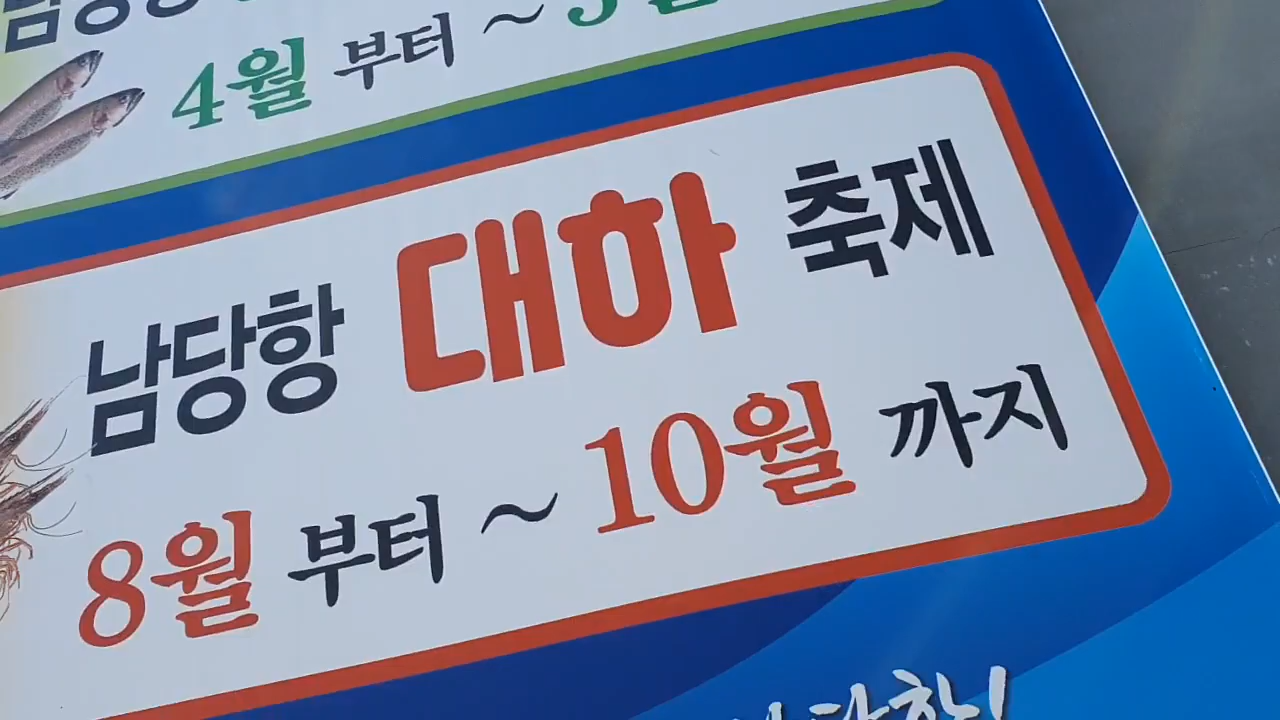 4월 부터 ~
남당항 대하 축제
8월 부터 ~ 10월 까지